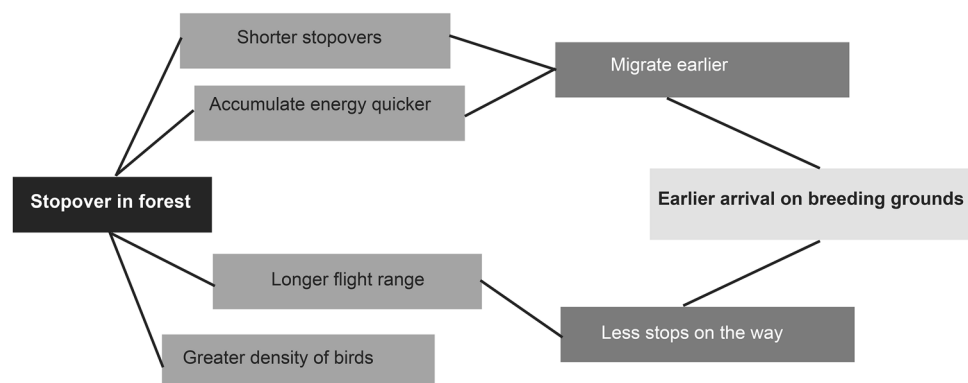 Shorter stopovers
Migrate earlier
Accumulate energy quicker
Stopover in forest
Earlier arrival on breeding grounds
Longer flight range
Less stops on the way
Greater density of birds